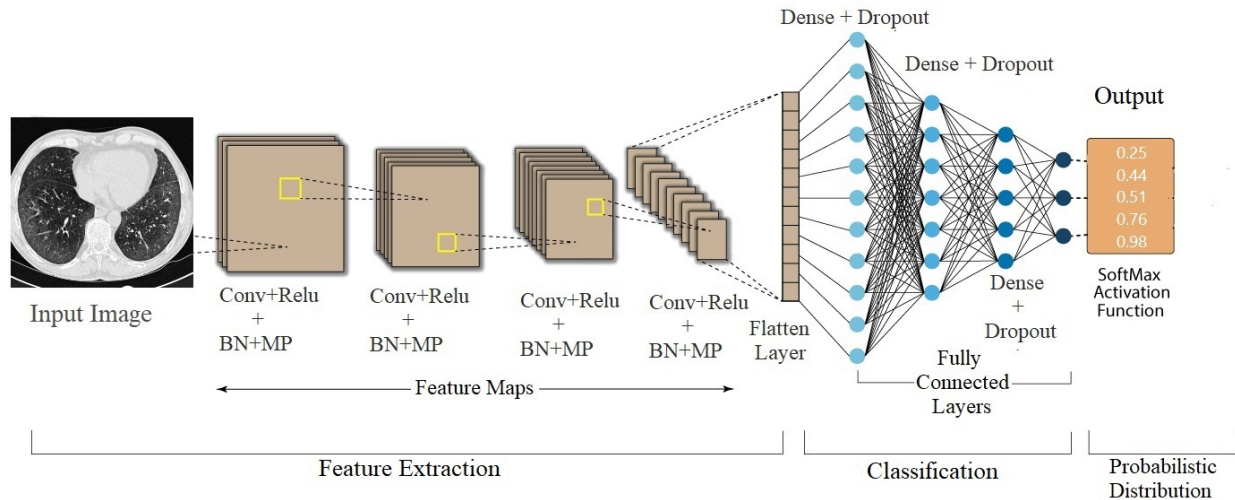 Dense + Dropout
Dense + Dropout
Output
0.25
0.44
0.51
0.76
0.98
SoftMax
Activation
Function
Input Image
Conv+Relu
+
BN+MP
Conv+Relu
+
BN+MP
Conv+Relu
+
BN+MP
Conv+Relu
+
BN+MP
Flatten
Layer
Dense
+
Dropout
Fully
Connected
Layers
Feature Maps
Feature Extraction
Classification
Probabilistic
Distribution